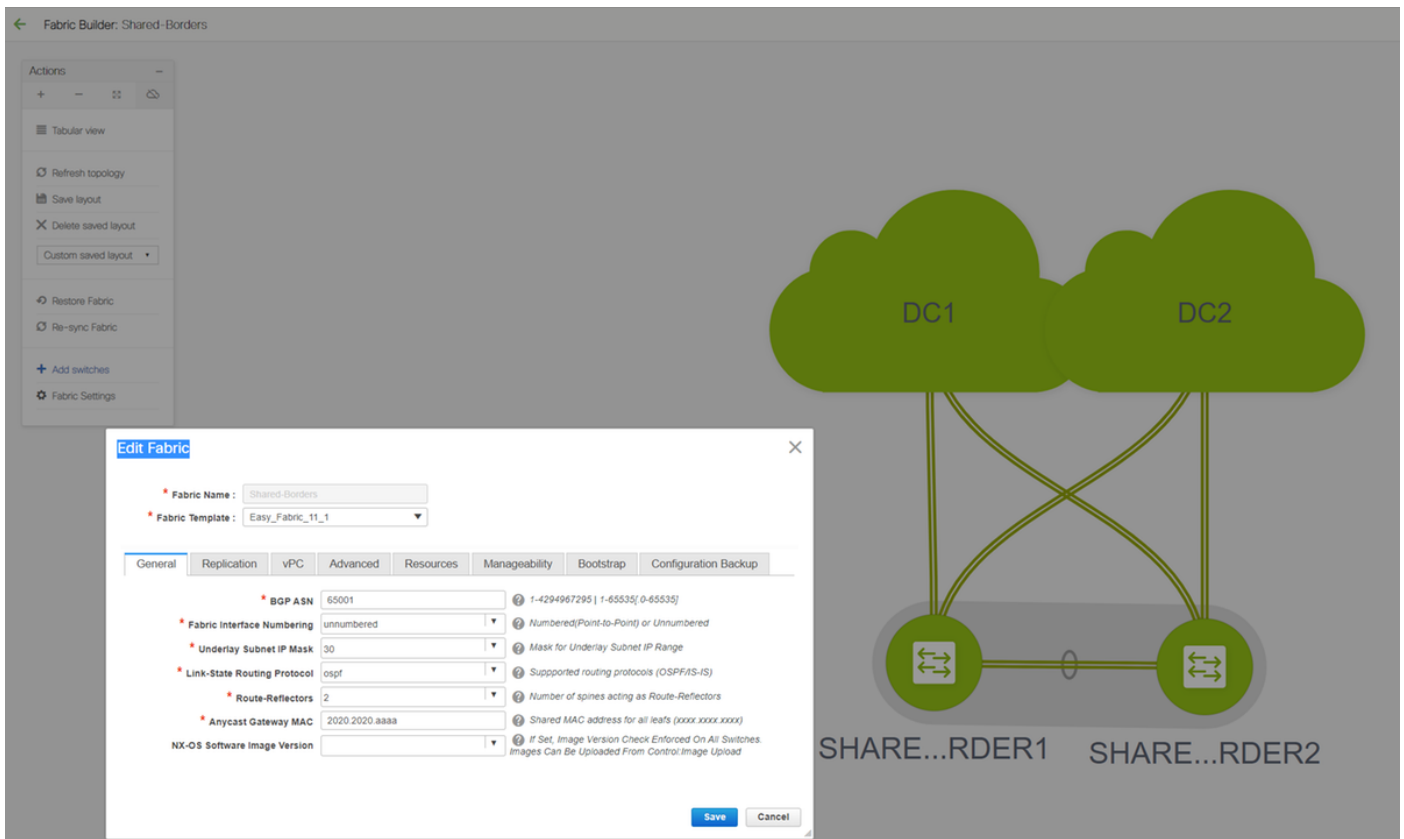 Fabric Builder: Shared-Borders
Actions
Tabular view
Refresh topology
Save layout
Delete saved layout
Custom saved layout
Restore Fabric
Re-sync Fabric
Add switches
Fabric Settings
DC1
DC2
SHARE...RDER1
SHARE...RDER2
Edit Fabric
* Fabric Name : Shared-Borders
* Fabric Template : Easy_Fabric_11_1
General Replication vPC Advanced Resources Manageability Bootstrap Configuration Backup
* BGP ASN 65001 ? 1-4294967295 | 1-65535[.0-65535]
* Fabric Interface Numbering unnumbered ? Numbered(Point-to-Point) or Unnumbered
* Underlay Subnet IP Mask 30 ? Mask for Underlay Subnet IP Range
* Link-State Routing Protocol ospf ? Suppported routing protocols (OSPF/IS-IS)
* Route-Reflectors 2 ? Number of spines acting as Route-Reflectors
* Anycast Gateway MAC 2020.2020.aaaa ? Shared MAC address for all leafs (xxxx.xxxx.xxxx)
NX-OS Software Image Version ? If Set, Image Version Check Enforced On All Switches.
Images Can Be Uploaded From Control:Image Upload
Save Cancel